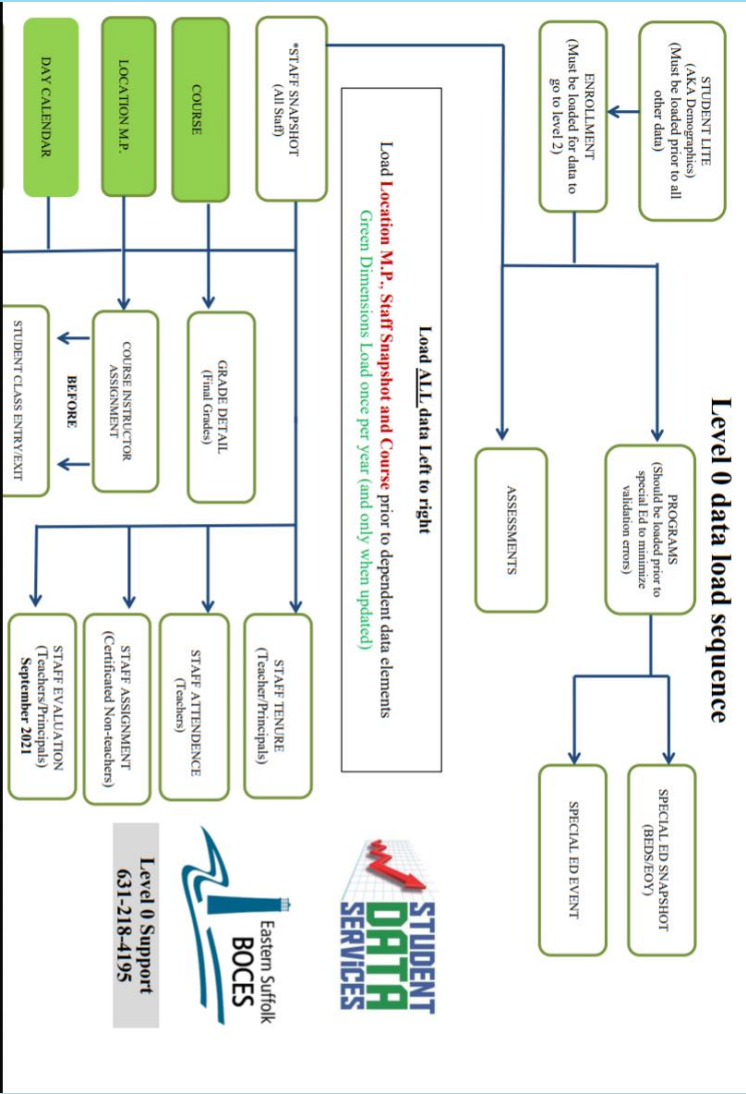 Level 0 data load sequence
STUDENT LITE
(AKA Demographics)
(Must be loaded prior to all
other data)
ENROLLMENT
(Must be loaded for data to
go to level 2)
PROGRAMS
(Should be loaded prior to
special Ed to minimize
validation errors)
SPECIAL ED SNAPSHOT
(BEDS/EOY)
SPECIAL ED EVENT
ASSESSMENTS
Load ALL data Left to right
Load Location M.P., Staff Snapshot and Course prior to dependent data elements
Green Dimensions Load once per year (and only when updated)
STUDENT
DATA
SERVICES
*STAFF SNAPSHOT
(All Staff)
COURSE
LOCATION M.P.
DAY CALENDAR
GRADE DETAIL
(Final Grades)
COURSE INSTRUCTOR
ASSIGNMENT
BEFORE
STUDENT CLASS ENTRY/EXIT
STAFF TENURE
(Teacher/Principals)
STAFF ATTENDENCE
(Teachers)
STAFF ASSIGNMENT
(Certificated Non-teachers)
STAFF EVALUATION
(Teachers/Principals)
September 2021
Eastern Suffolk
BOCES
Level 0 Support
631-218-4195